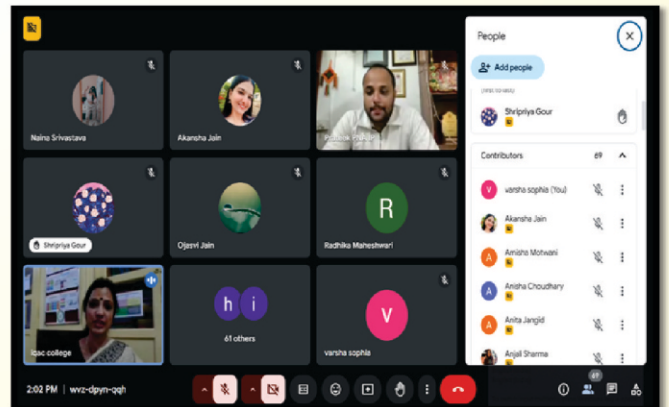 People
Add people
Shripriya Gour
Contributors
69
varsha sophia (You)
Akansha Jain
Amisha Motwani
Anisha Choudhary
Anita Jangid
Anjali Sharma
Naina Srivastava
Akansha Jain
Shripriya Gour
Ojasvi Jain
R
Radhika Maheshwari
iqac college
h i
61 others
V
varsha sophia
2:02 PM | wvz-dpyn-qqh
69